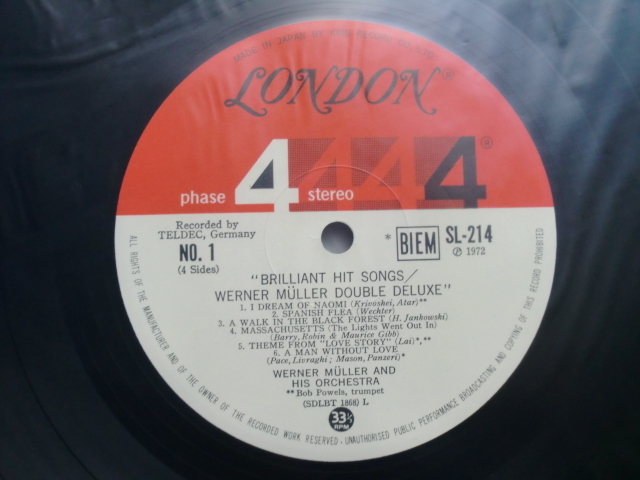 MADE IN JAPAN BY KING RECORD CO., LTD.
LONDON
phase 4 stereo 4 4 4 ®
Recorded by
TELDEC, Germany
NO. 1
(4 Sides)
* BIEM SL-214
℗ 1972
"BRILLIANT HIT SONGS/
WERNER MÜLLER DOUBLE DELUXE"
1. I DREAM OF NAOMI (Krivoshei, Atar)**
2. SPANISH FLEA (Wechter)
3. A WALK IN THE BLACK FOREST (H. Jankowski)
4. MASSACHUSETTS (The Lights Went Out In)
(Barry, Robin & Maurice Gibb)
5. THEME FROM "LOVE STORY" (Lai)*,**
6. A MAN WITHOUT LOVE
(Pace, Livraghi ; Mason, Panzeri)*
WERNER MÜLLER AND
HIS ORCHESTRA
**Bob Powels, trumpet
(SDLBT 1868) L
33⅓
RPM
ALL RIGHTS OF THE MANUFACTURER AND OF THE OWNER OF THE RECORDED WORK RESERVED. UNAUTHORISED PUBLIC PERFORMANCE BROADCASTING AND COPYING OF THIS RECORD PROHIBITED